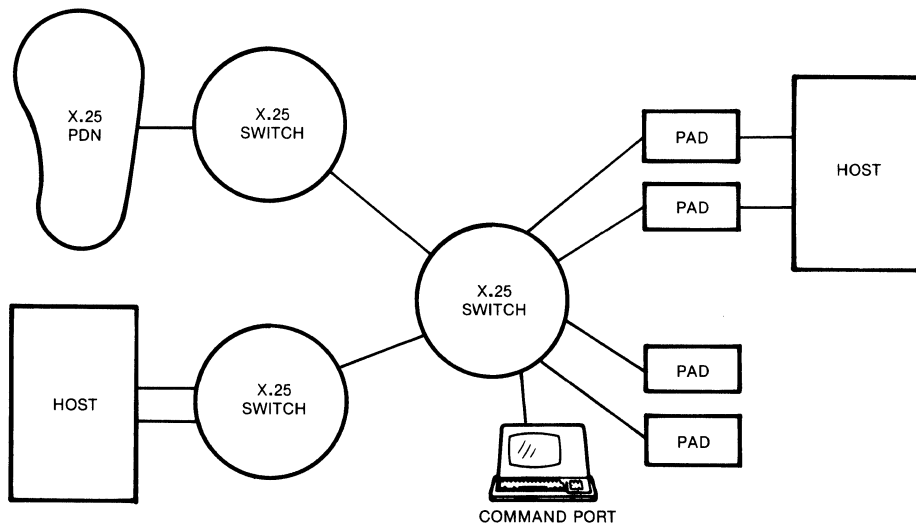 X.25
PDN
X.25
SWITCH
PAD
PAD
HOST
X.25
SWITCH
HOST
X.25
SWITCH
PAD
PAD
COMMAND PORT